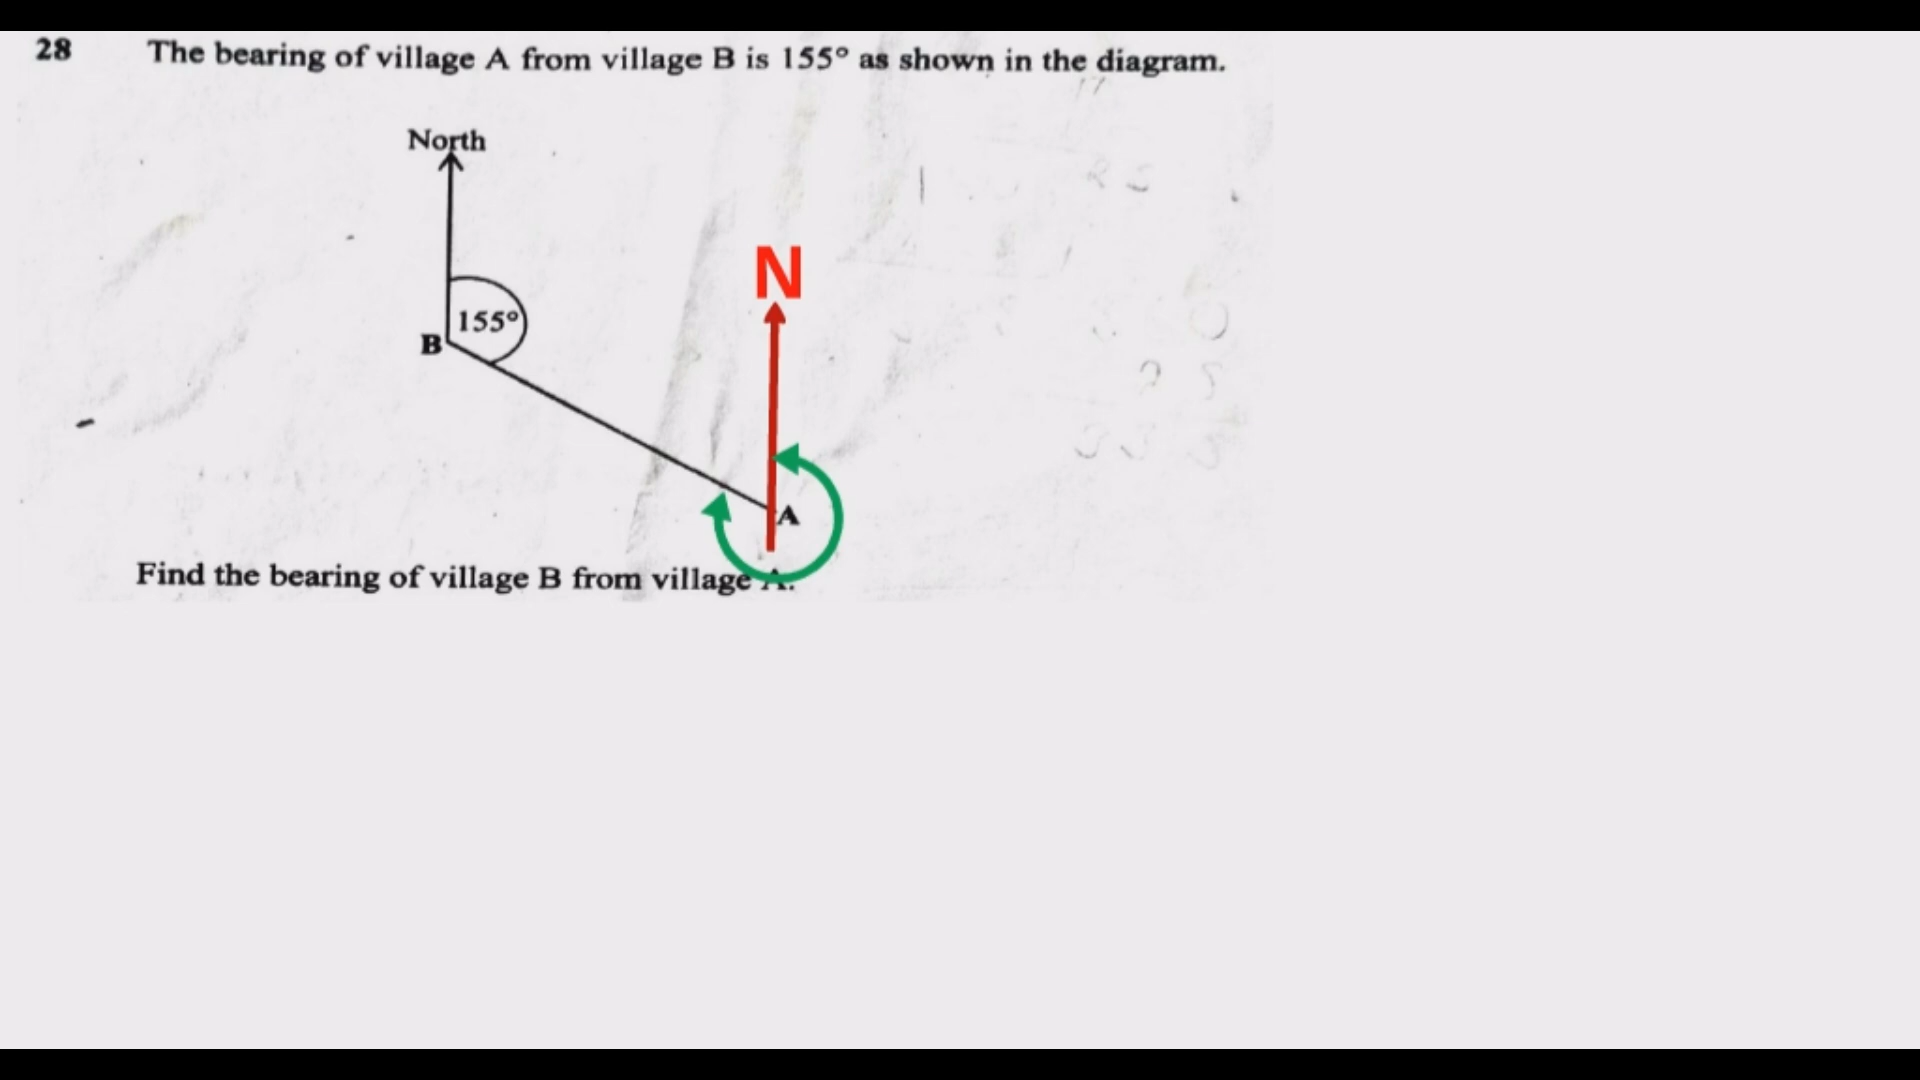 28 The bearing of village A from village B is 155° as shown in the diagram.
North
N
155°
B
A
Find the bearing of village B from village A.